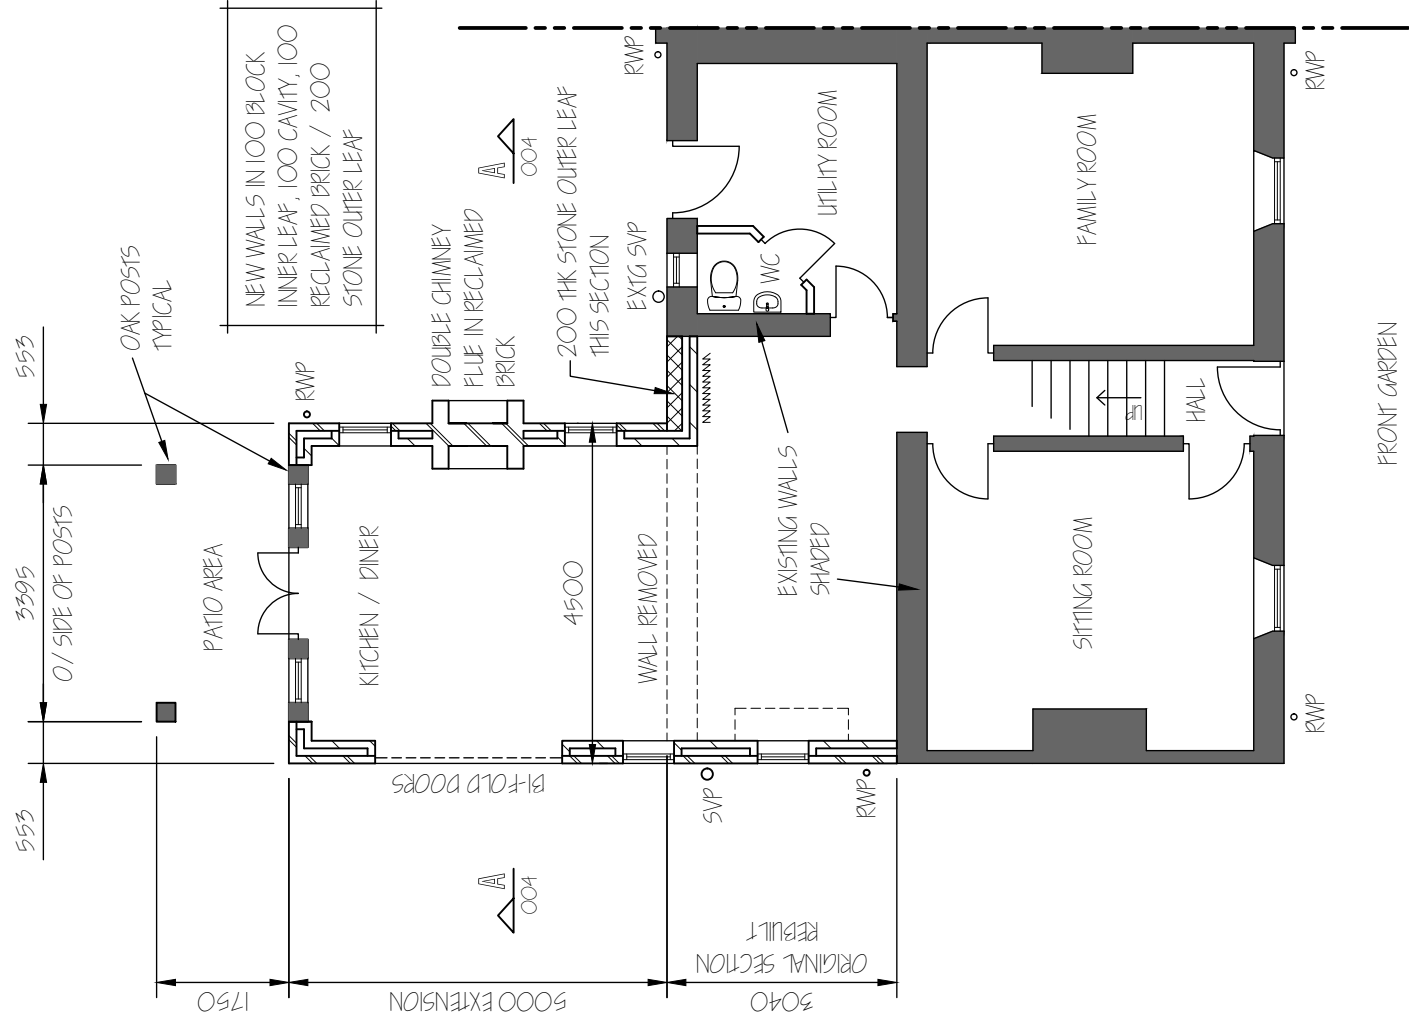 NEW WALLS IN 100 BLOCK
INNER LEAF, 100 CAVITY, 100
RECLAIMED BRICK / 200
STONE OUTER LEAF
OAK POSTS
TYPICAL
553
3395
O/SIDE OF POSTS
553
PATIO AREA
RWP
DOUBLE CHIMNEY
FLUE IN RECLAIMED
BRICK
A
004
200 THK STONE OUTER LEAF
THIS SECTION
EXTG SVP
RWP
UTILITY ROOM
WC
FAMILY ROOM
RWP
KITCHEN / DINER
4500
WALL REMOVED
EXISTING WALLS
SHADED
UP
HALL
FRONT GARDEN
SITTING ROOM
BI-FOLD DOORS
SVP
RWP
RWP
A
004
ORIGINAL SECTION
REBUILT
1750
5000 EXTENSION
3040